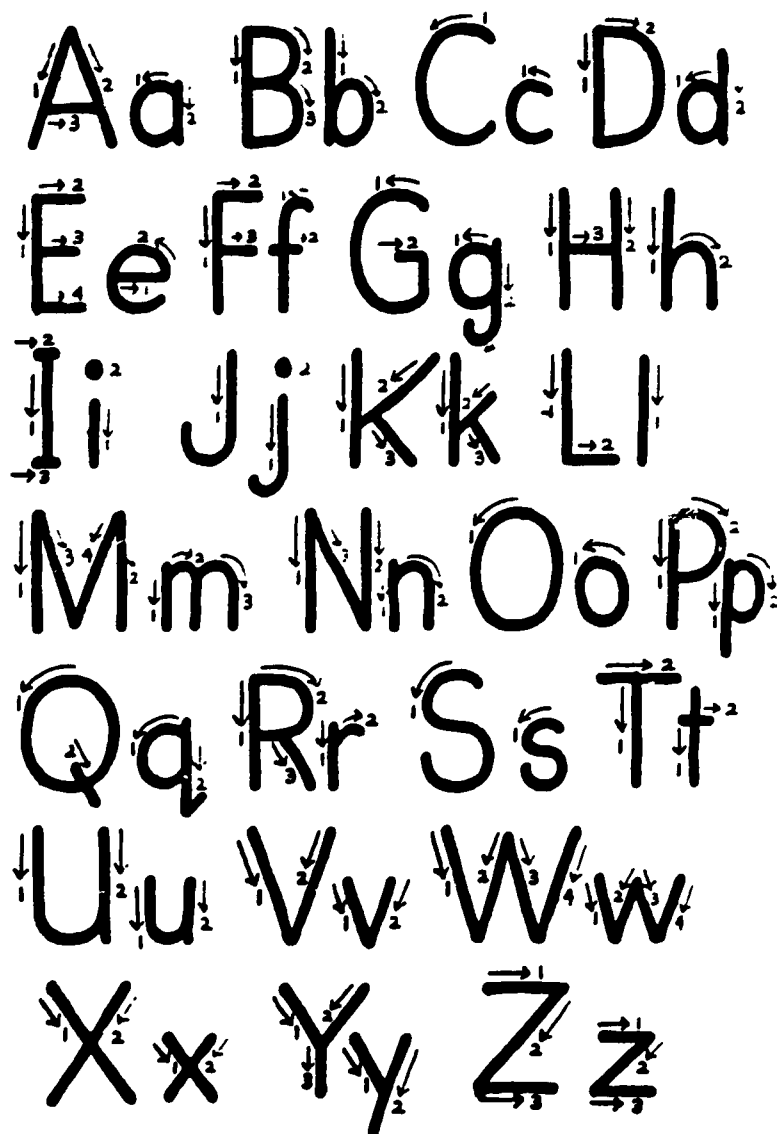 Aa Bb Cc Dd
Ee Ff Gg Hh
Ii Jj Kk Ll
Mm Nn Oo Pp
Qq Rr Ss Tt
Uu Vv Ww
Xx Yy Zz